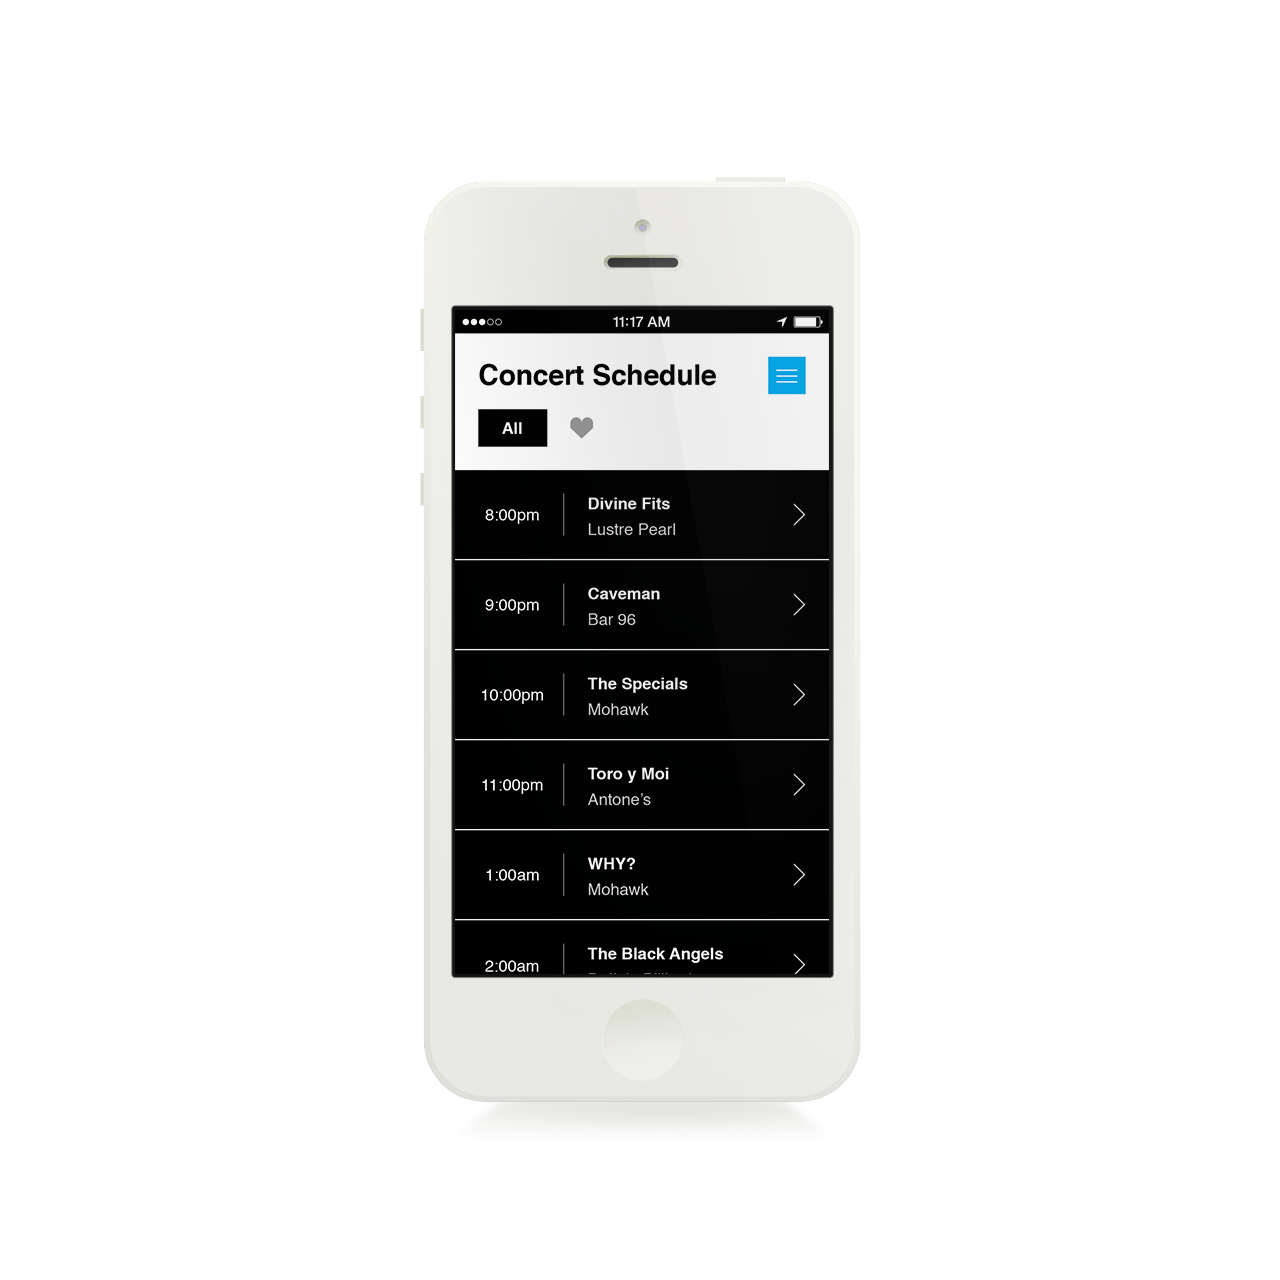 11:17 AM
Concert Schedule
All
8:00pm
Divine Fits
Lustre Pearl
9:00pm
Caveman
Bar 96
10:00pm
The Specials
Mohawk
11:00pm
Toro y Moi
Antone’s
1:00am
WHY?
Mohawk
2:00am
The Black Angels